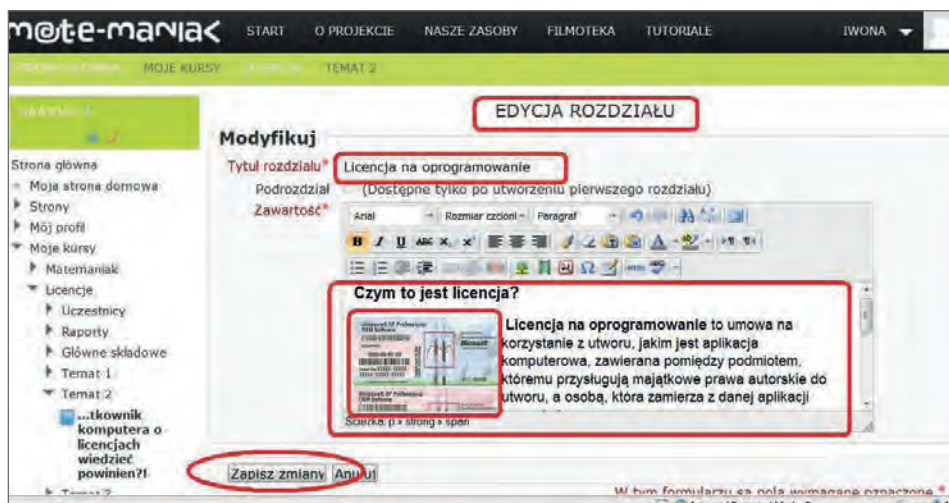 m@te-maniak START O PROJEKCIE NASZE ZASOBY FILMOTEKA TUTORIALE IWONA
MOJE KURSY TEMAT 2
EDYCJA ROZDZIAŁU
Strona główna
Moja strona domowa
Strony
Mój profil
Moje kursy
Matemaniak
Licencje
Uczestnicy
Raporty
Główne składowe
Temat 1
Temat 2
...tkownik
komputera o
licencjach
wiedzieć
powinien?!
Modyfikuj
Tytuł rozdziału* Licencja na oprogramowanie
Podrozdział (Dostępne tylko po utworzeniu pierwszego rozdziału)
Zawartość*
Arial Rozmiar czcioni Paragraf
B I U ABC
HTML
Czym to jest licencja?
Microsoft
Licencja na oprogramowanie to umowa na
korzystanie z utworu, jakim jest aplikacja
komputerowa, zawierana pomiędzy podmiotem,
któremu przysługują majątkowe prawa autorskie do
utworu, a osobą, która zamierza z danej aplikacji
Ścieżka: p » strong » span
Zapisz zmiany Anuluj
W tym formularzu są pola wymagane oznaczone *